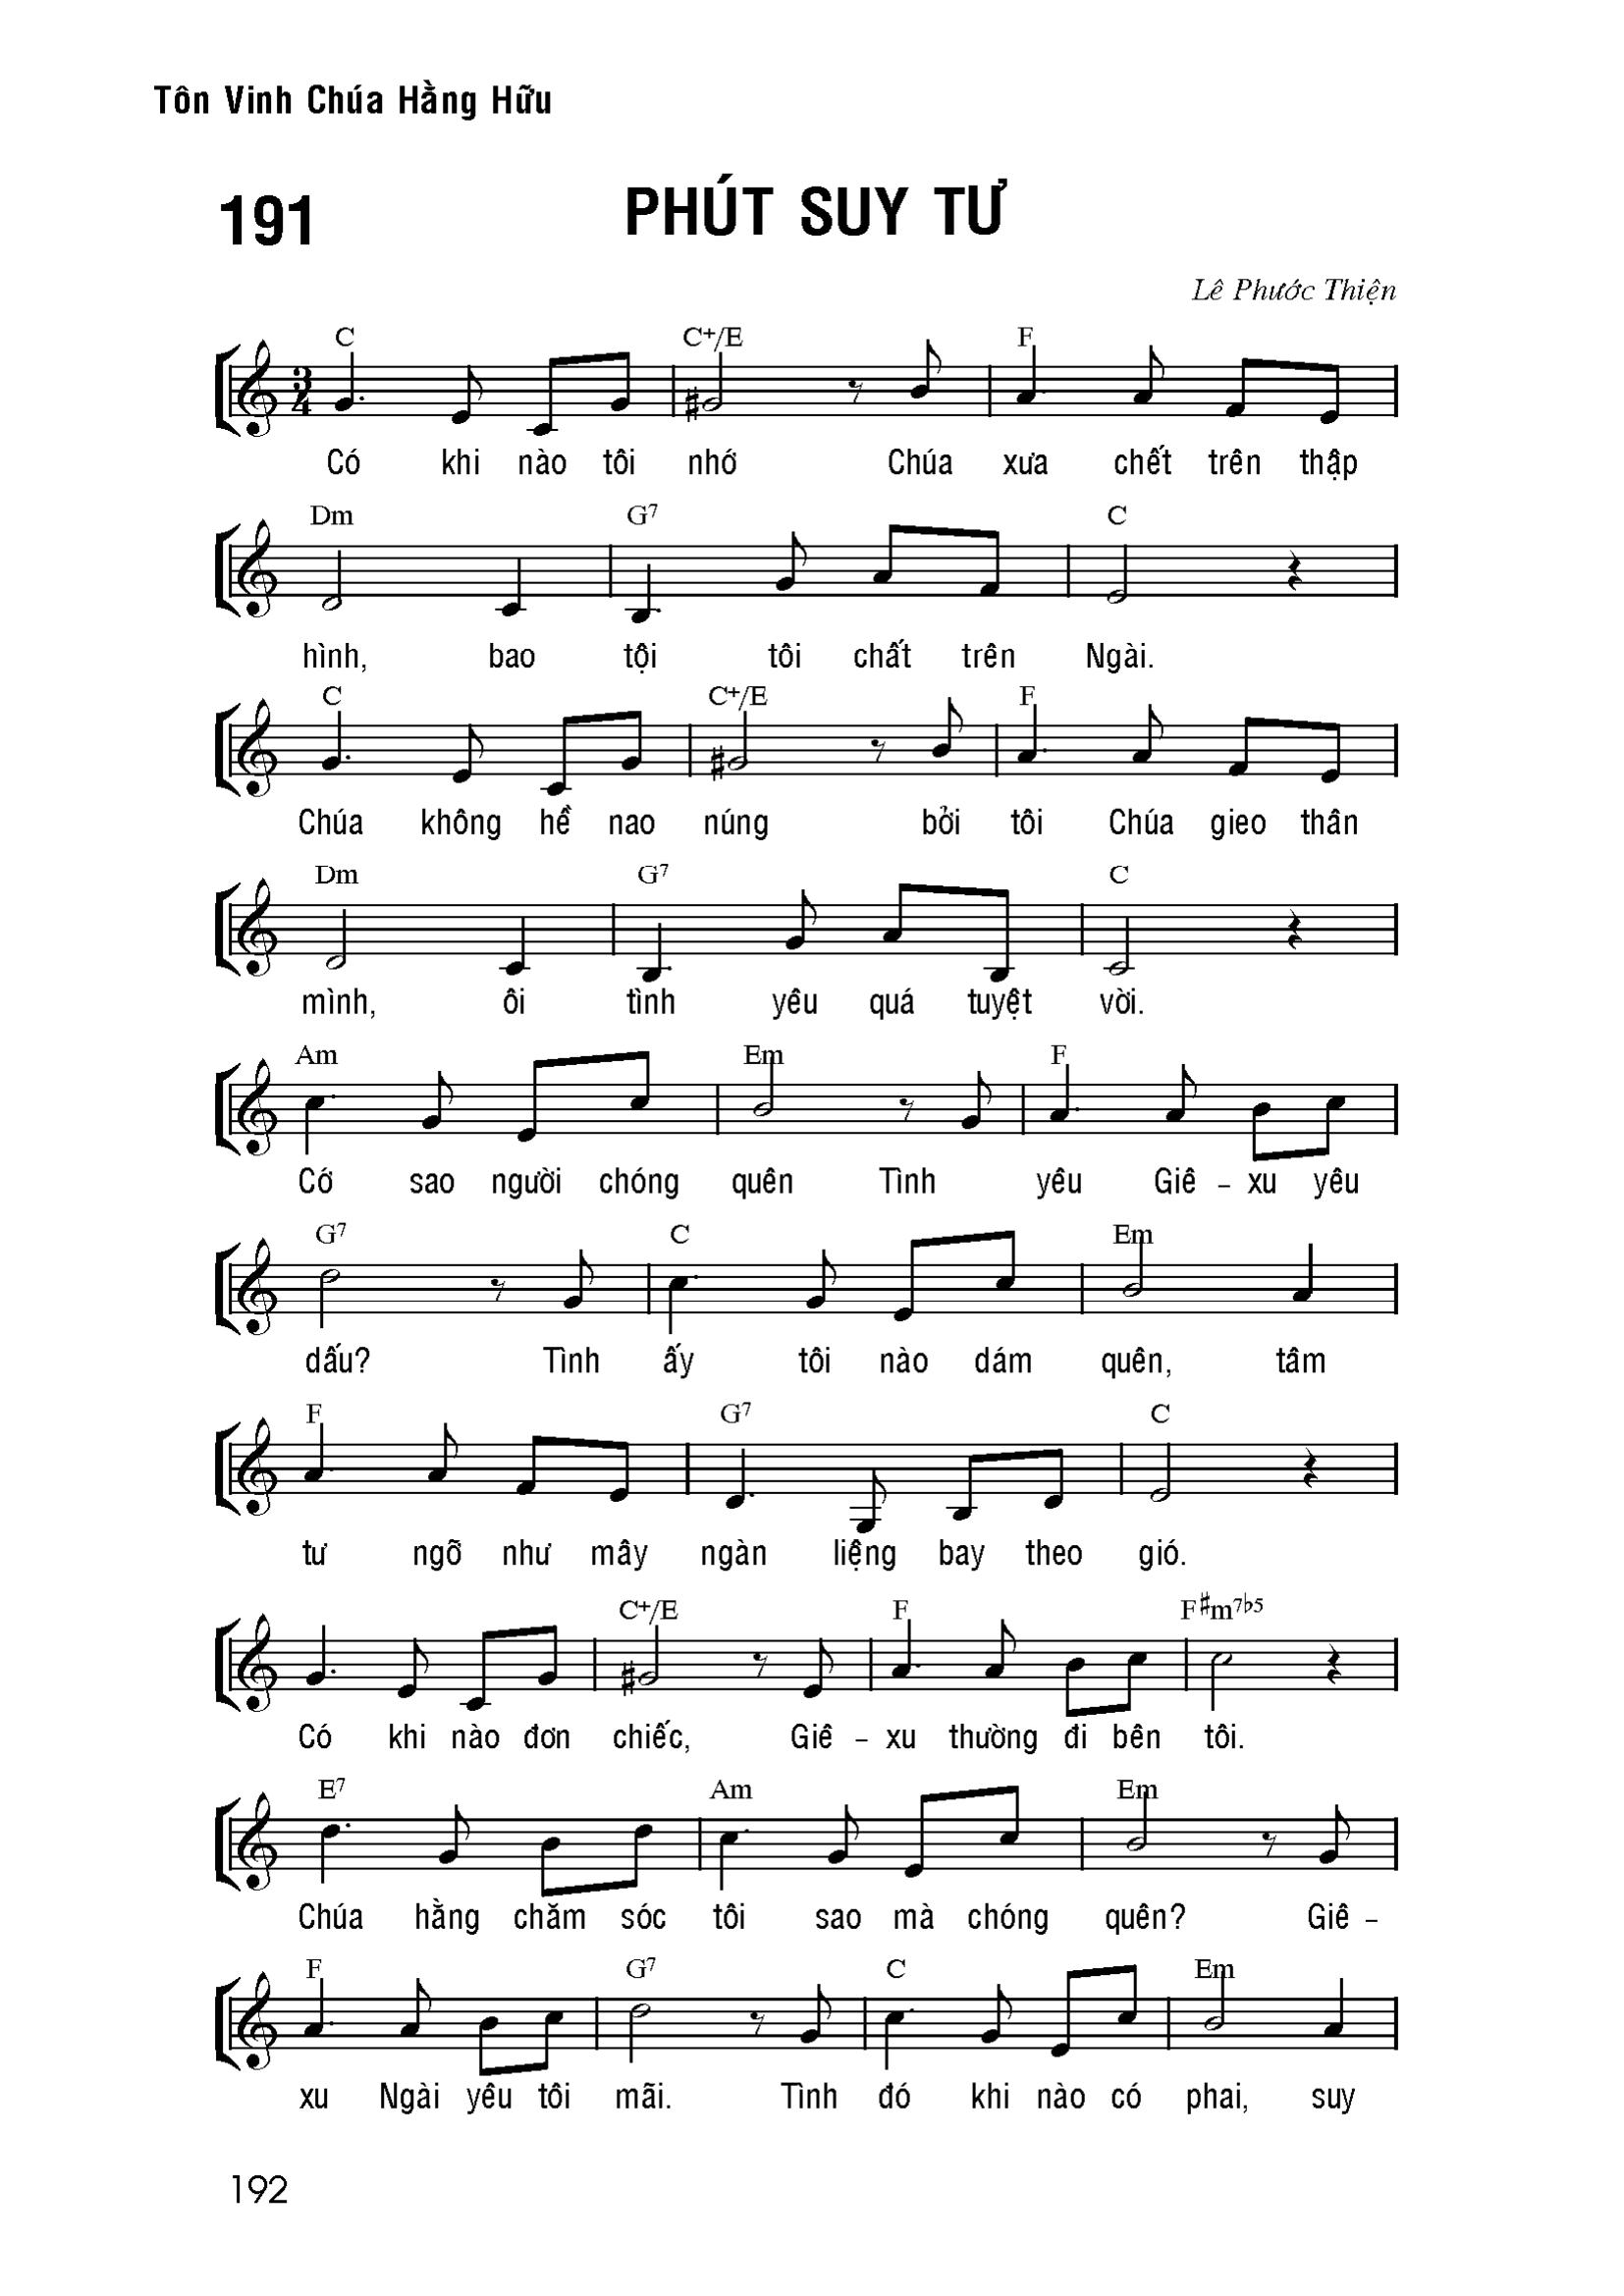 Tôn Vinh Chúa Hằng Hữu
191
PHÚT SUY TƯ
Lê Phước Thiện
C C+/E F
3/4
Có khi nào tôi nhớ Chúa xưa chết trên thập
Dm G7 C
hình, bao tội tôi chất trên Ngài.
C C+/E F
Chúa không hề nao núng bởi tôi Chúa gieo thân
Dm G7 C
mình, ôi tình yêu quá tuyệt vời.
Am Em F
Cớ sao người chóng quên Tình yêu Giê - xu yêu
G7 C Em
dấu? Tình ấy tôi nào dám quên, tâm
F G7 C
tư ngỡ như mây ngàn liệng bay theo gió.
C+/E F F#m7b5
Có khi nào đơn chiếc, Giê - xu thường đi bên tôi.
E7 Am Em
Chúa hằng chăm sóc tôi sao mà chóng quên? Giê -
F G7 C Em
xu Ngài yêu tôi mãi. Tình đó khi nào có phai, suy
192